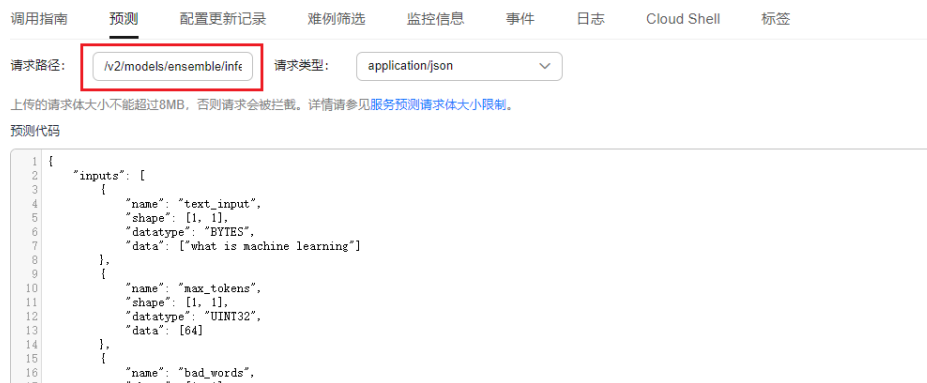 调用指南 预测 配置更新记录 难例筛选 监控信息 事件 日志 Cloud Shell 标签
请求路径: /v2/models/ensemble/infe 请求类型: application/json
上传的请求体大小不能超过8MB，否则请求会被拦截。详情请参见服务预测请求体大小限制。
预测代码
1 {
2 "inputs": [
3 {
4 "name": "text_input",
5 "shape": [1, 1],
6 "datatype": "BYTES",
7 "data": ["what is machine learning"]
8 },
9 {
10 "name": "max_tokens",
11 "shape": [1, 1],
12 "datatype": "UINT32",
13 "data": [64]
14 },
15 {
16 "name": "bad_words",